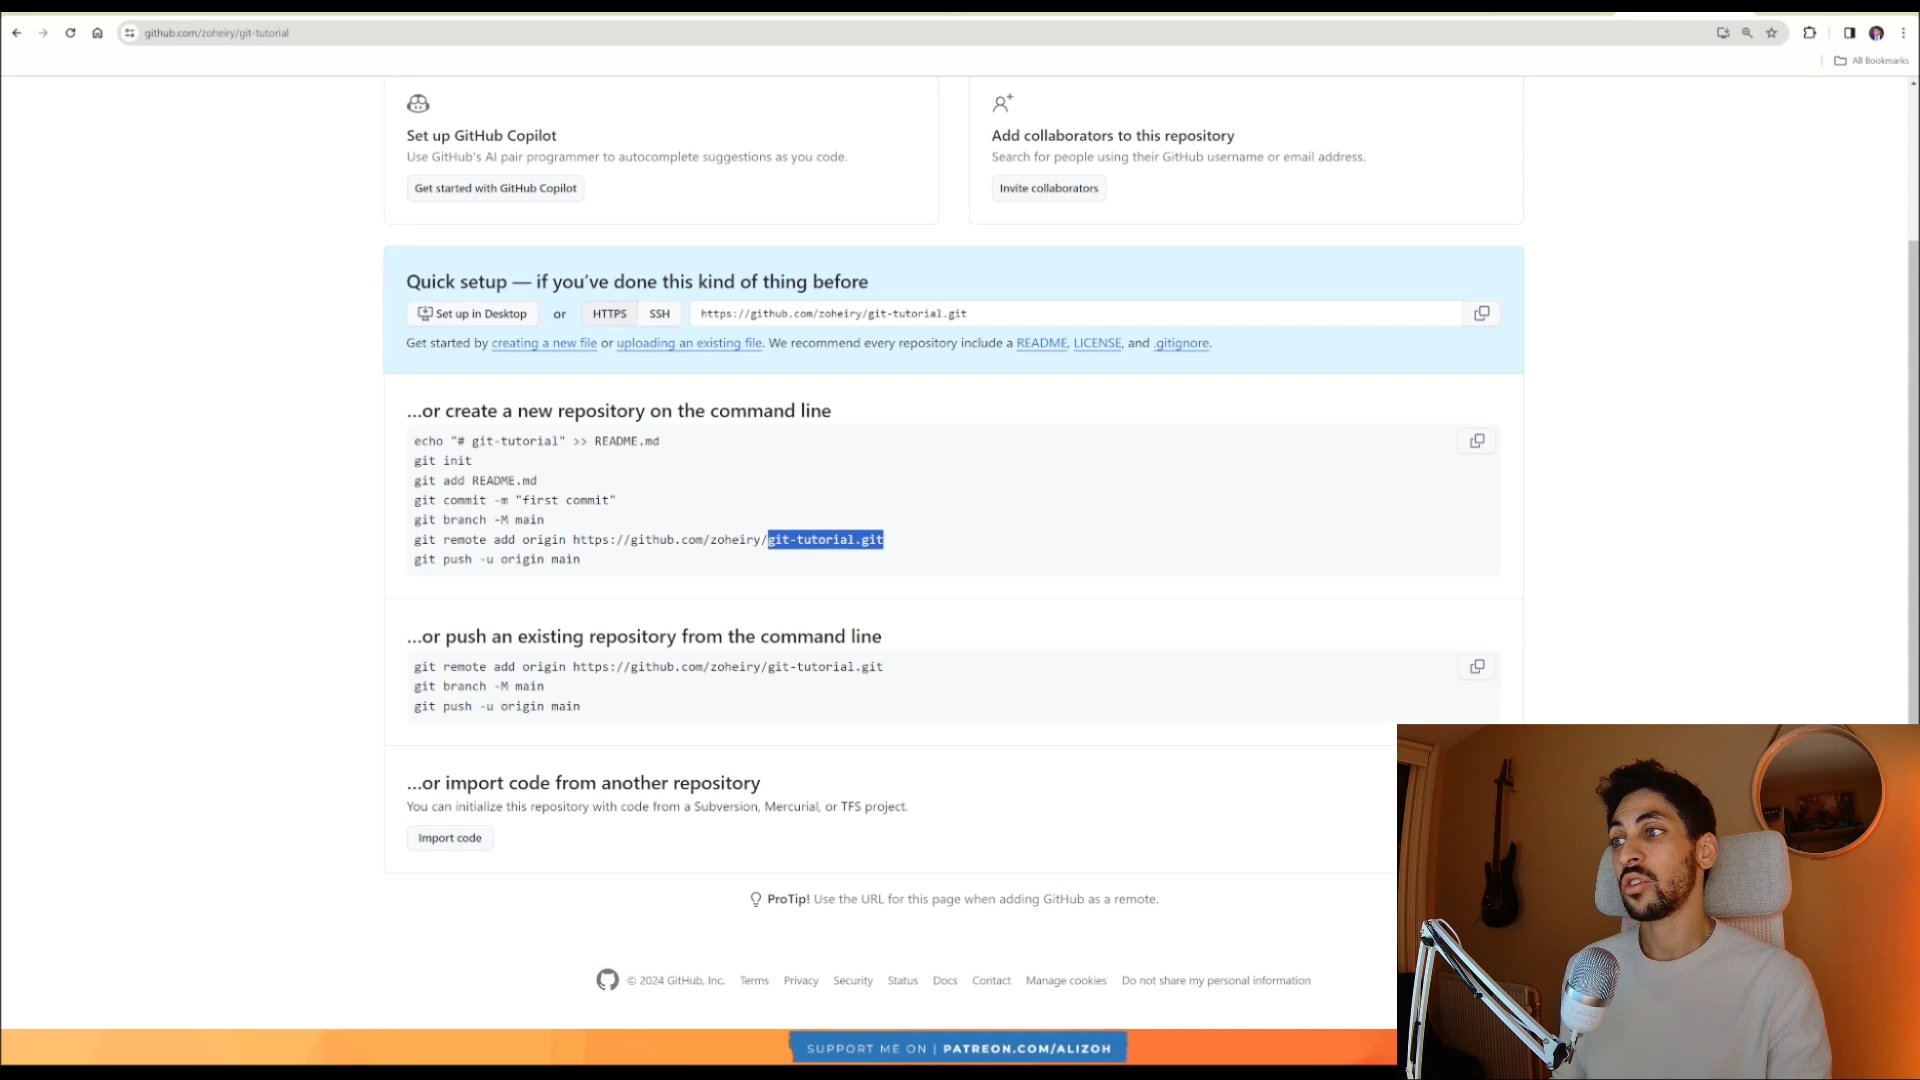 github.com/zoheiry/git-tutorial
All Bookmarks
Set up GitHub Copilot
Use GitHub's AI pair programmer to autocomplete suggestions as you code.
Get started with GitHub Copilot
Add collaborators to this repository
Search for people using their GitHub username or email address.
Invite collaborators
Quick setup — if you've done this kind of thing before
Set up in Desktop or HTTPS SSH https://github.com/zoheiry/git-tutorial.git
Get started by creating a new file or uploading an existing file. We recommend every repository include a README, LICENSE, and .gitignore.
...or create a new repository on the command line
echo "# git-tutorial" >> README.md
git init
git add README.md
git commit -m "first commit"
git branch -M main
git remote add origin https://github.com/zoheiry/git-tutorial.git
git push -u origin main
...or push an existing repository from the command line
git remote add origin https://github.com/zoheiry/git-tutorial.git
git branch -M main
git push -u origin main
...or import code from another repository
You can initialize this repository with code from a Subversion, Mercurial, or TFS project.
Import code
ProTip! Use the URL for this page when adding GitHub as a remote.
© 2024 GitHub, Inc. Terms Privacy Security Status Docs Contact Manage cookies Do not share my personal information
SUPPORT ME ON | PATREON.COM/ALIZOH